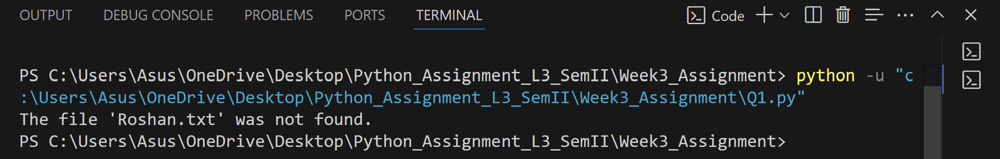 OUTPUT DEBUG CONSOLE PROBLEMS PORTS TERMINAL Code
PS C:\Users\Asus\OneDrive\Desktop\Python_Assignment_L3_SemII\Week3_Assignment> python -u "c
:\Users\Asus\OneDrive\Desktop\Python_Assignment_L3_SemII\Week3_Assignment\Q1.py"
The file 'Roshan.txt' was not found.
PS C:\Users\Asus\OneDrive\Desktop\Python_Assignment_L3_SemII\Week3_Assignment>